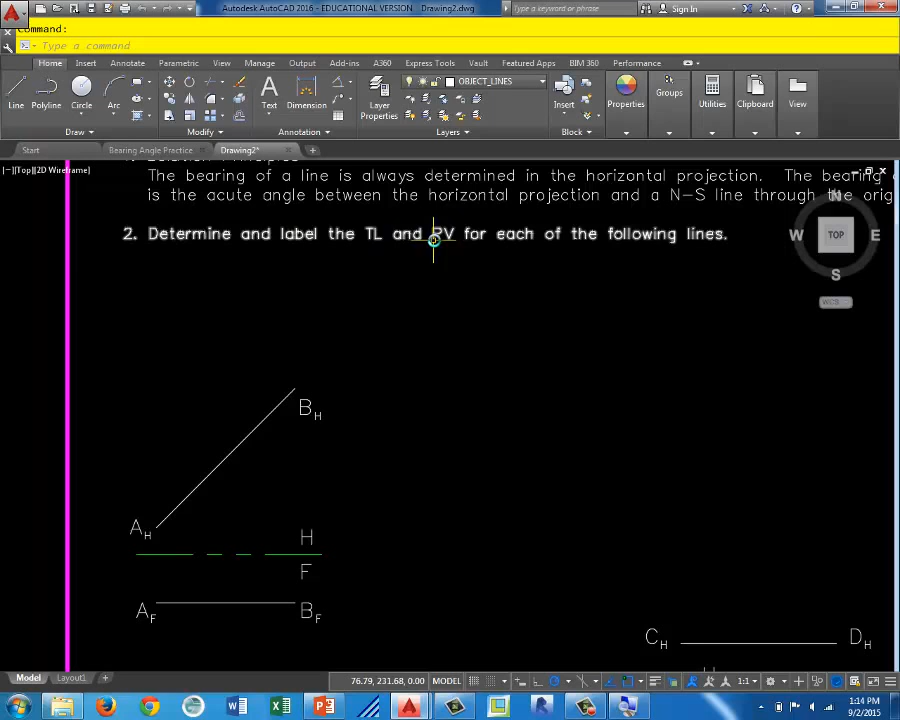 Autodesk AutoCAD 2016 - EDUCATIONAL VERSION Drawing2.dwg
Type a keyword or phrase
Sign In
Command:
Type a command
Home Insert Annotate Parametric View Manage Output Add-ins A360 Express Tools Vault Featured Apps BIM 360 Performance
OBJECT_LINES
Line Polyline Circle Arc Text Dimension Layer Properties Insert Properties Groups Utilities Clipboard View
Draw Modify Annotation Layers Block
Start Bearing Angle Practice Drawing2*
[−][Top][2D Wireframe]
The bearing of a line is always determined in the horizontal projection. The bearing
is the acute angle between the horizontal projection and a N-S line through the orig
2. Determine and label the TL and PV for each of the following lines.
N
W TOP E
S
WCS
BH
AH
H
F
AF BF
CH DH
Model Layout1
76.79, 231.68, 0.00 MODEL 1:1
1:14 PM
9/2/2015